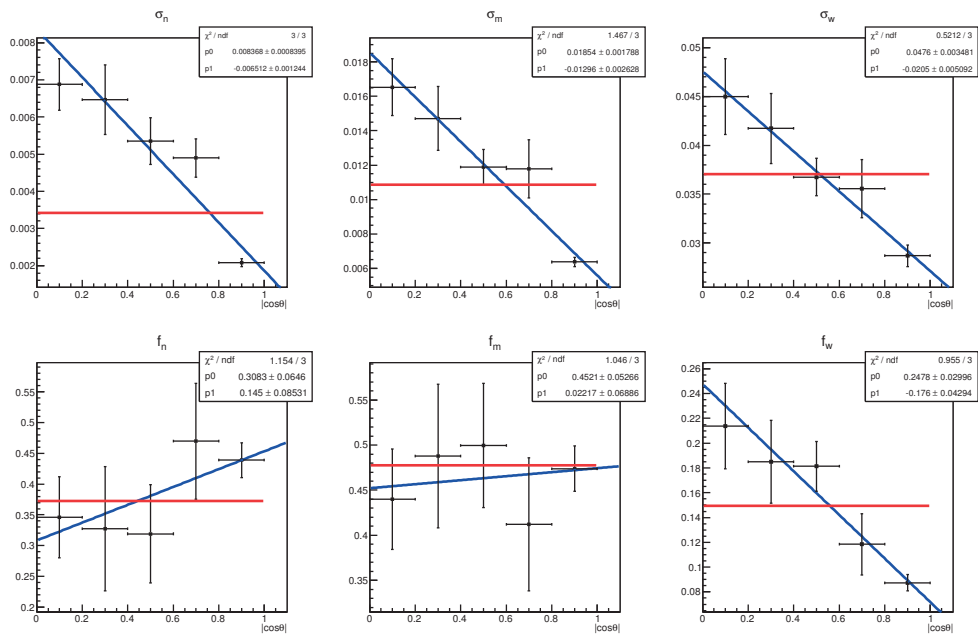 σn
χ² / ndf 3 / 3
p0 0.008368 ± 0.0008395
p1 -0.006512 ± 0.001244
0.008
0.007
0.006
0.005
0.004
0.003
0.002
0 0.2 0.4 0.6 0.8 1
|cosθ|
σm
χ² / ndf 1.467 / 3
p0 0.01854 ± 0.001788
p1 -0.01296 ± 0.002628
0.018
0.016
0.014
0.012
0.01
0.008
0.006
0 0.2 0.4 0.6 0.8 1
|cosθ|
σw
χ² / ndf 0.5212 / 3
p0 0.0476 ± 0.003481
p1 -0.0205 ± 0.005092
0.05
0.045
0.04
0.035
0.03
0 0.2 0.4 0.6 0.8 1
|cosθ|
fn
χ² / ndf 1.154 / 3
p0 0.3083 ± 0.0646
p1 0.145 ± 0.08531
0.55
0.5
0.45
0.4
0.35
0.3
0.25
0.2
0 0.2 0.4 0.6 0.8 1
|cosθ|
fm
χ² / ndf 1.046 / 3
p0 0.4521 ± 0.05266
p1 0.02217 ± 0.06886
0.55
0.5
0.45
0.4
0.35
0 0.2 0.4 0.6 0.8 1
|cosθ|
fw
χ² / ndf 0.955 / 3
p0 0.2478 ± 0.02996
p1 -0.176 ± 0.04294
0.26
0.24
0.22
0.2
0.18
0.16
0.14
0.12
0.1
0.08
0 0.2 0.4 0.6 0.8 1
|cosθ|